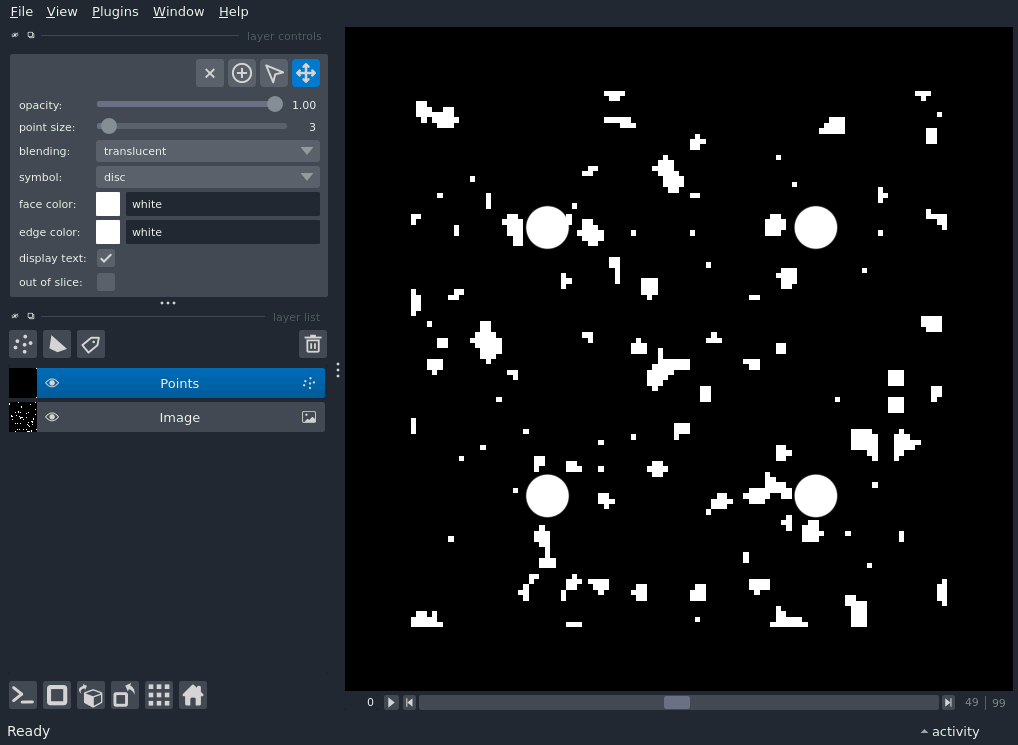 File View Plugins Window Help
layer controls
opacity: 1.00
point size: 3
blending: translucent
symbol: disc
face color: white
edge color: white
display text:
out of slice:
layer list
Points
Image
0 49 | 99
Ready activity